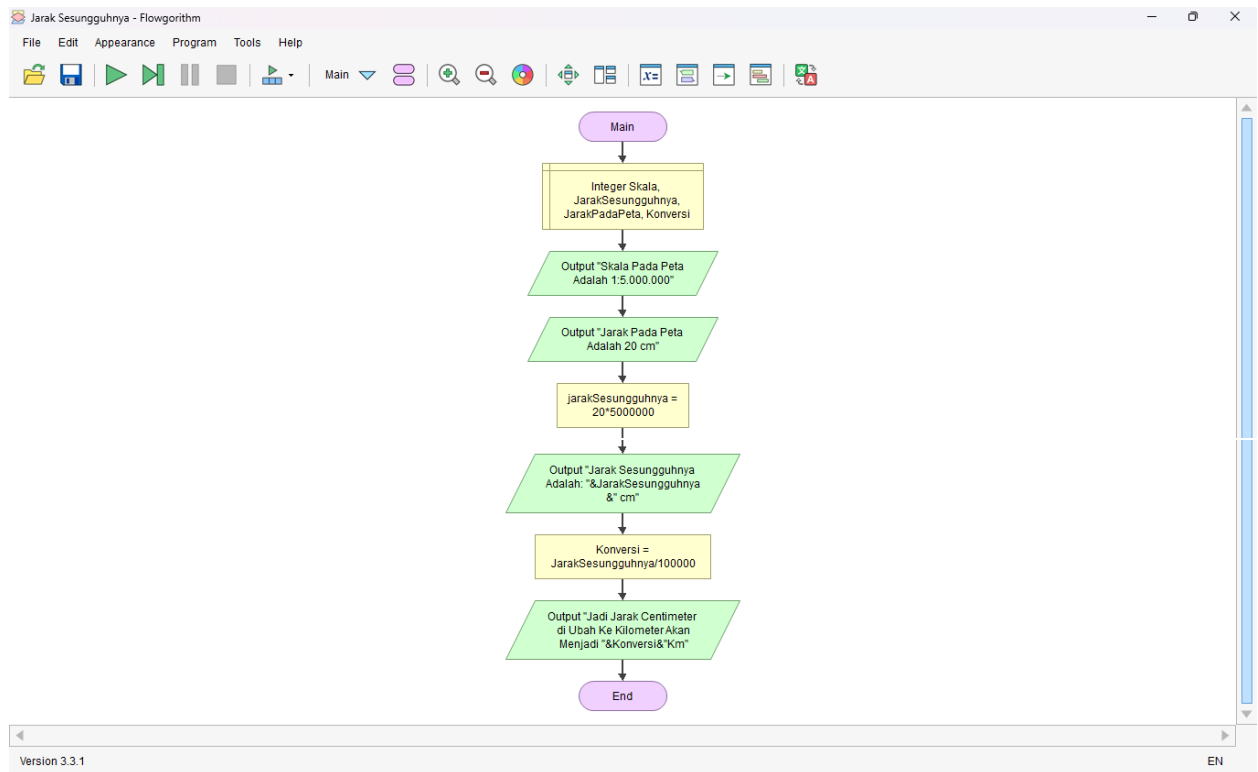 Jarak Sesungguhnya - Flowgorithm
File Edit Appearance Program Tools Help
Main
Main
Integer Skala,
JarakSesungguhnya,
JarakPadaPeta, Konversi
Output "Skala Pada Peta
Adalah 1:5.000.000"
Output "Jarak Pada Peta
Adalah 20 cm"
jarakSesungguhnya =
20*5000000
Output "Jarak Sesungguhnya
Adalah: "&JarakSesungguhnya
&" cm"
Konversi =
JarakSesungguhnya/100000
Output "Jadi Jarak Centimeter
di Ubah Ke Kilometer Akan
Menjadi "&Konversi&"Km"
End
Version 3.3.1 EN